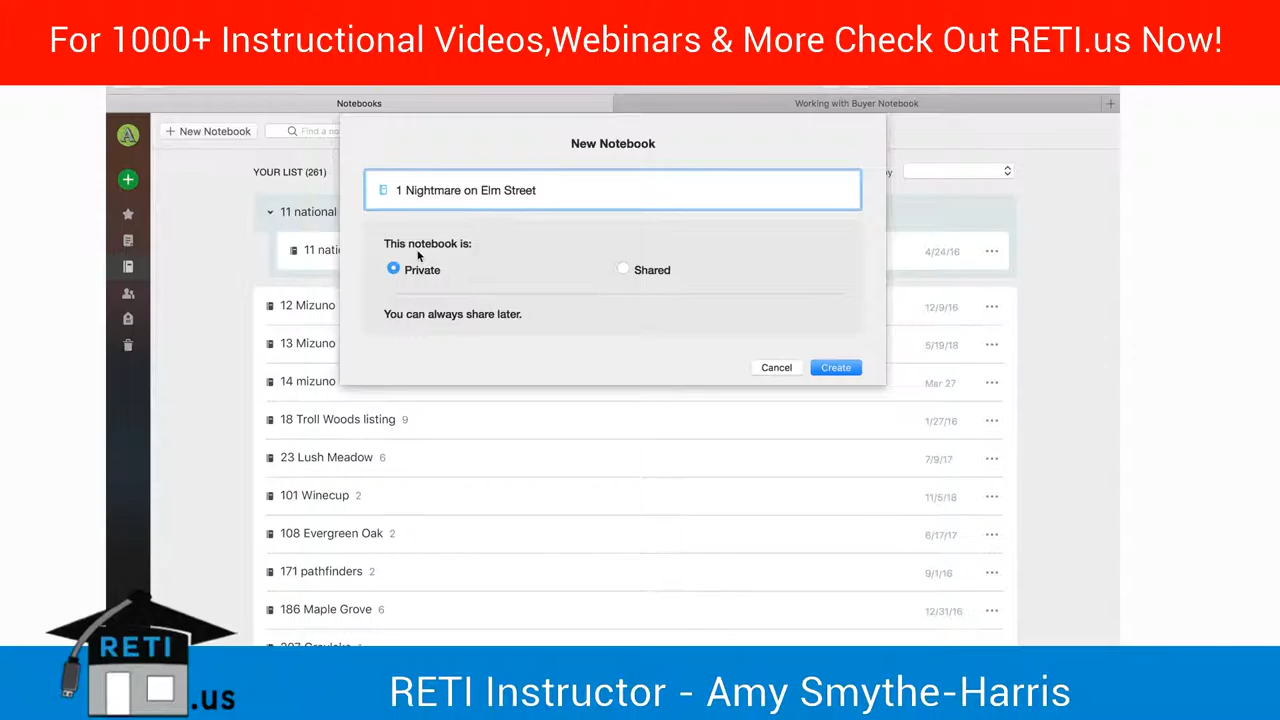 For 1000+ Instructional Videos,Webinars & More Check Out RETI.us Now!
Notebooks
Working with Buyer Notebook
+ New Notebook
Find a no
New Notebook
YOUR LIST (261)
by
1 Nightmare on Elm Street
11 national
This notebook is:
11 nati
4/24/16
Private
Shared
12 Mizuno
12/9/16
You can always share later.
13 Mizuno
5/19/18
Cancel
Create
14 mizuno
Mar 27
18 Troll Woods listing 9
1/27/16
23 Lush Meadow 6
7/9/17
101 Winecup 2
11/5/18
108 Evergreen Oak 2
6/17/17
171 pathfinders 2
9/1/16
186 Maple Grove 6
12/31/16
RETI
.us
RETI Instructor - Amy Smythe-Harris